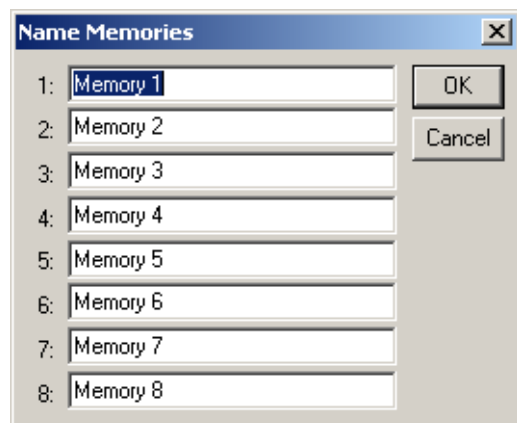 Name Memories
1: Memory 1 OK
2: Memory 2 Cancel
3: Memory 3
4: Memory 4
5: Memory 5
6: Memory 6
7: Memory 7
8: Memory 8